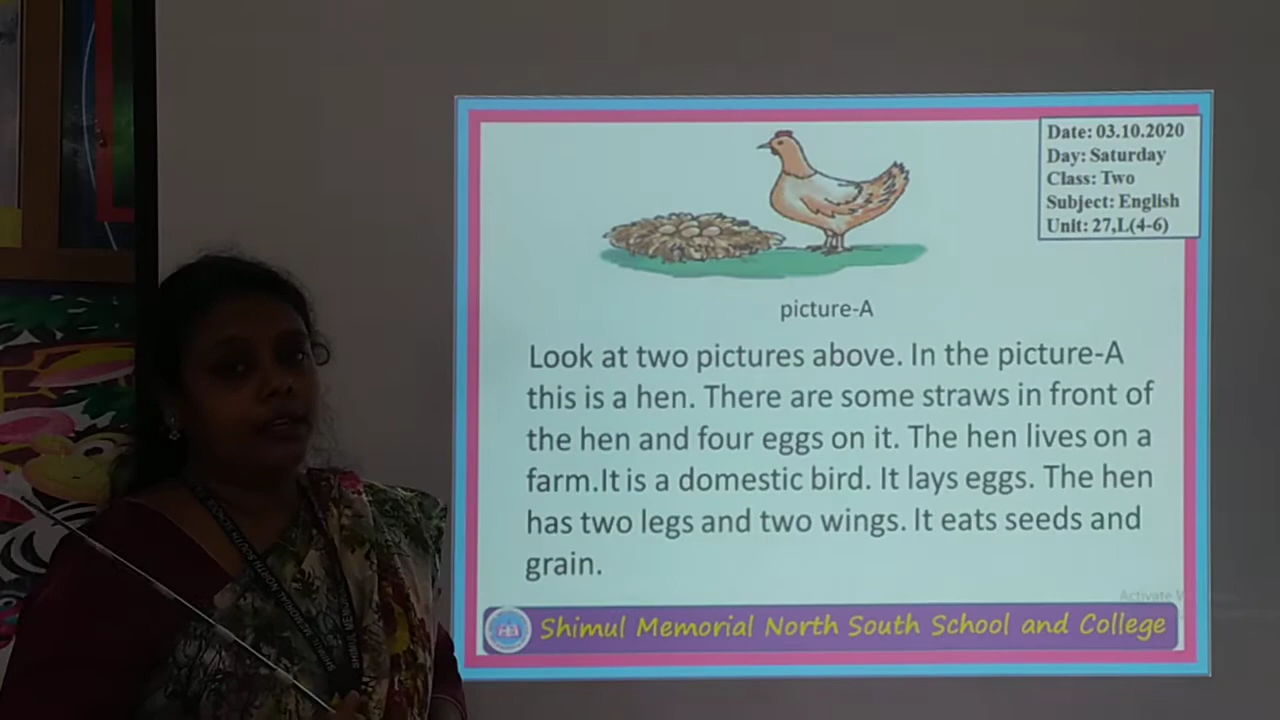 Date: 03.10.2020
Day: Saturday
Class: Two
Subject: English
Unit: 27,L(4-6)
picture-A
Look at two pictures above. In the picture-A
this is a hen. There are some straws in front of
the hen and four eggs on it. The hen lives on a
farm.It is a domestic bird. It lays eggs. The hen
has two legs and two wings. It eats seeds and
grain.
Activate W
Shimul Memorial North South School and College